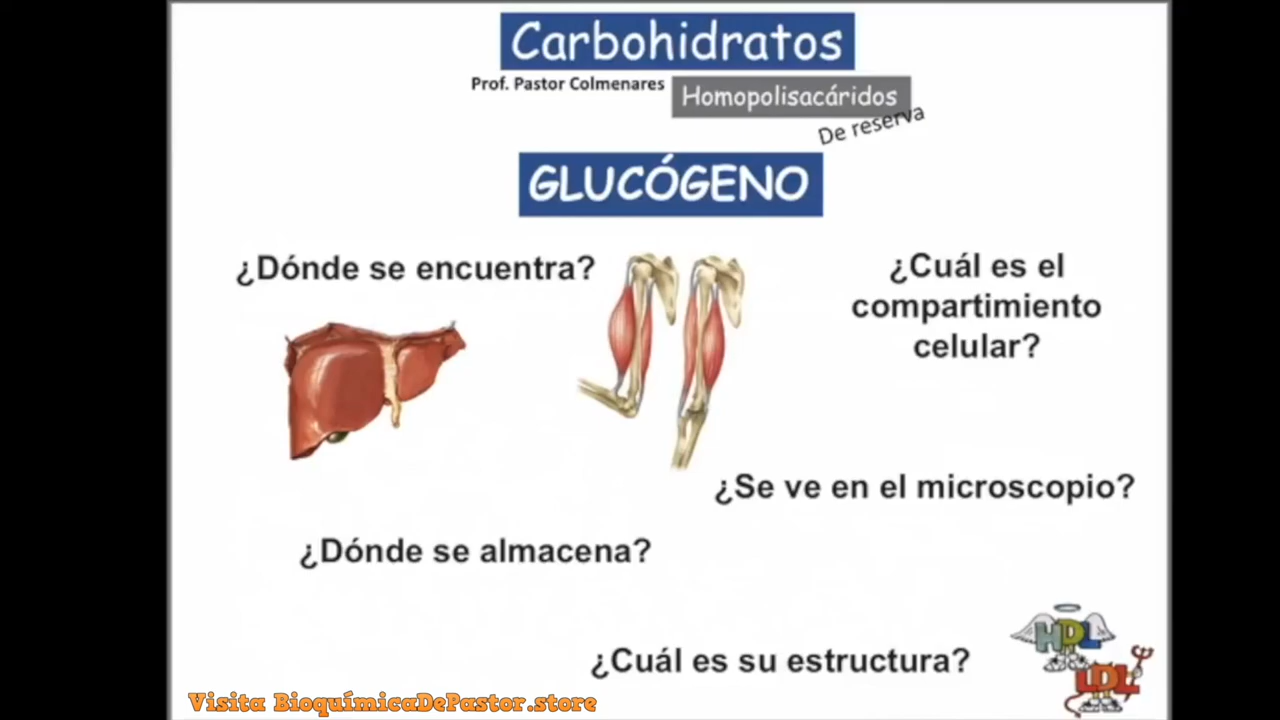 Carbohidratos
Prof. Pastor Colmenares
Homopolisacáridos
De reserva
GLUCÓGENO
¿Dónde se encuentra?
¿Cuál es el
compartimiento
celular?
¿Se ve en el microscopio?
¿Dónde se almacena?
¿Cuál es su estructura?
HDL
LDL
Visita BioquímicaDePastor.store